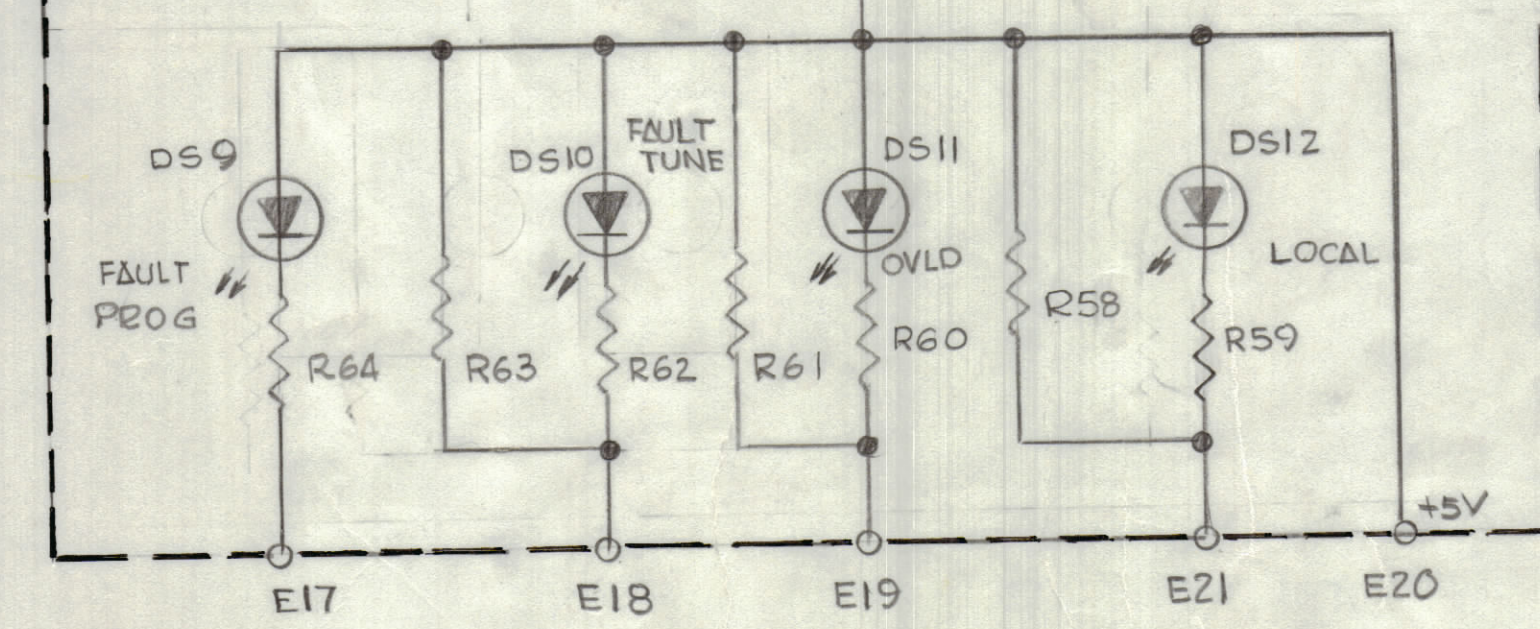 DS9
FAULT
PROG
R64
R63
DS10
FAULT
TUNE
R62
R61
DS11
OVLD
R60
R58
DS12
LOCAL
R59
+5V
E17
E18
E19
E21
E20